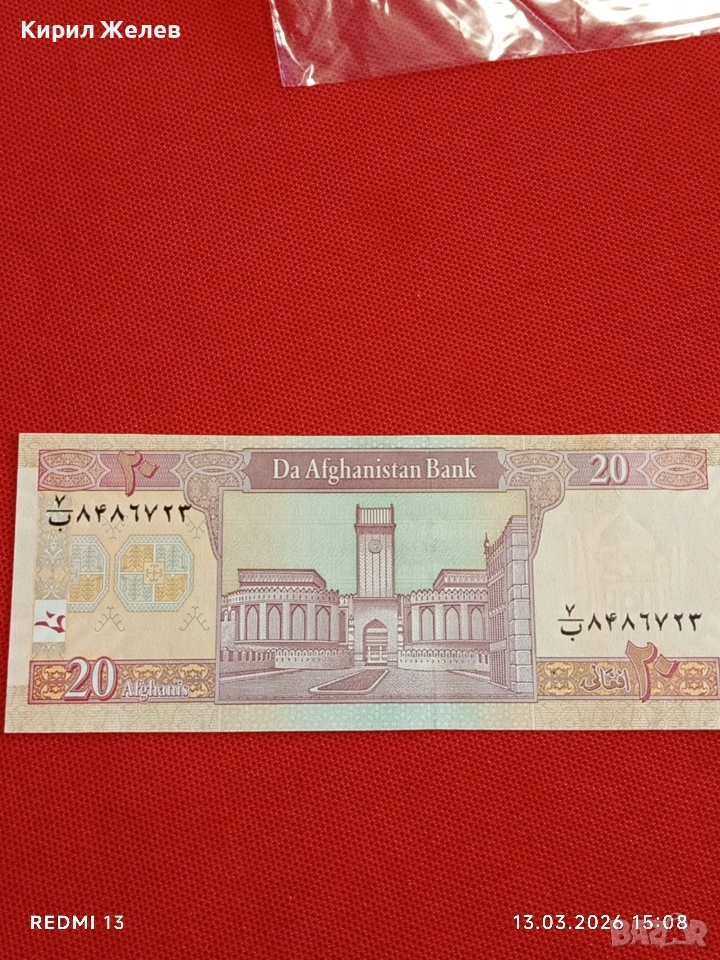 Кирил Желев
۲۰
Da Afghanistan Bank
20
۷/ب ۸۴۸۶۷۲۳
۷/ب ۸۴۸۶۷۲۳
20 Afghanis
افغانۍ ۲۰
REDMI 13
13.03.2026 15:08
BAZAR